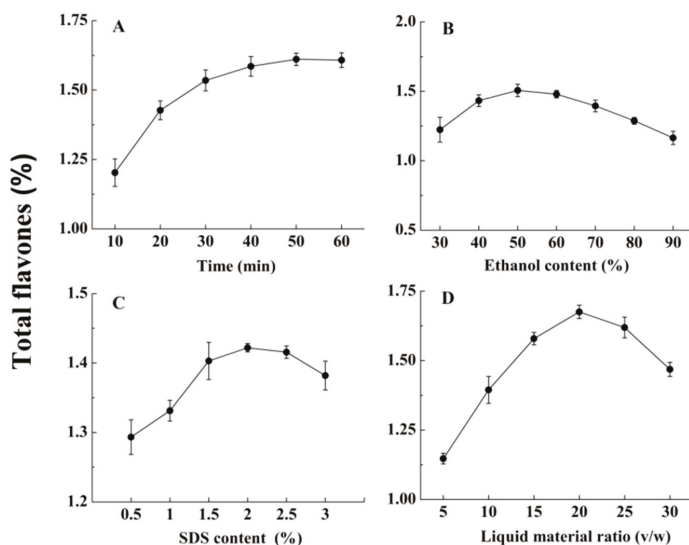 Total flavones (%)
A
1.75
1.50
1.25
1.00
10 20 30 40 50 60
Time (min)
B
2.0
1.5
1.0
0.5
30 40 50 60 70 80 90
Ethanol content (%)
C
1.5
1.4
1.3
1.2
0.5 1 1.5 2 2.5 3
SDS content (%)
D
1.75
1.50
1.25
1.00
5 10 15 20 25 30
Liquid material ratio (v/w)